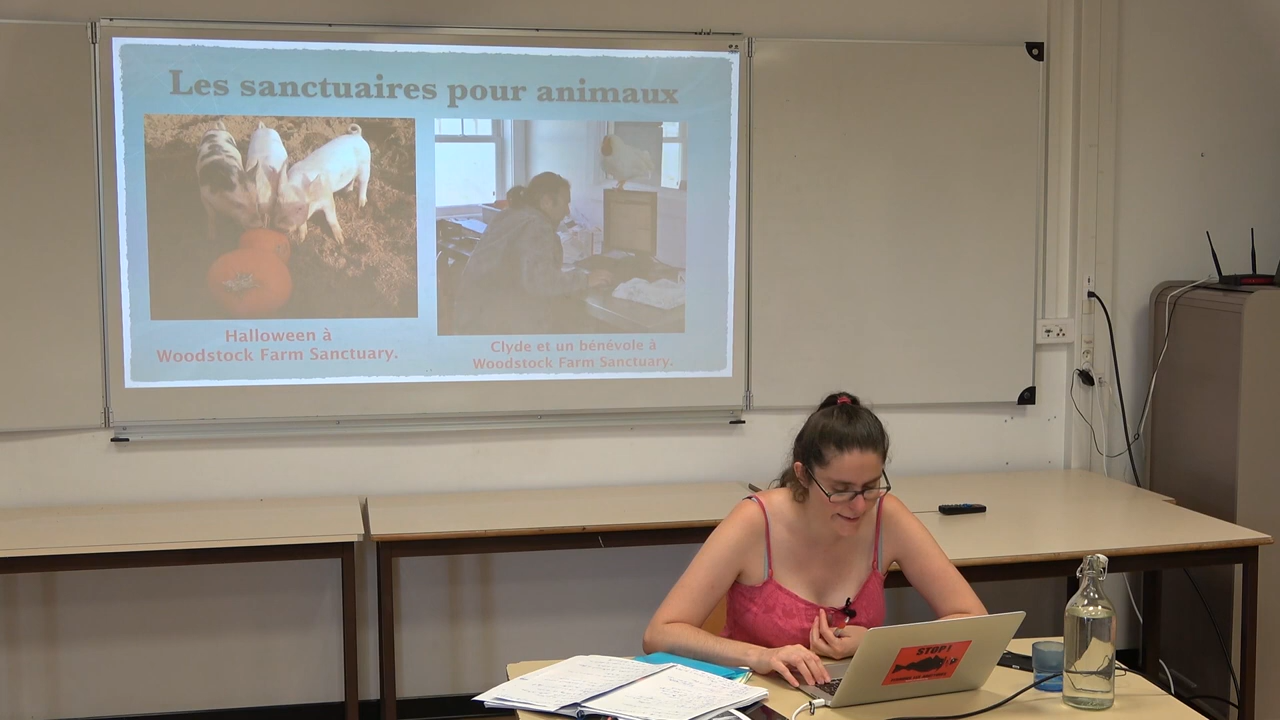 Les sanctuaires pour animaux
Halloween à
Woodstock Farm Sanctuary.
Clyde et un bénévole à
Woodstock Farm Sanctuary.
STOP!